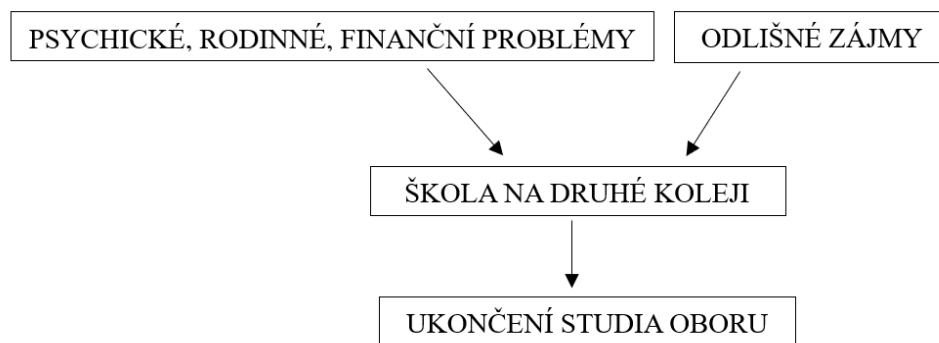 PSYCHICKÉ, RODINNÉ, FINANČNÍ PROBLÉMY
ODLIŠNÉ ZÁJMY
ŠKOLA NA DRUHÉ KOLEJI
UKONČENÍ STUDIA OBORU